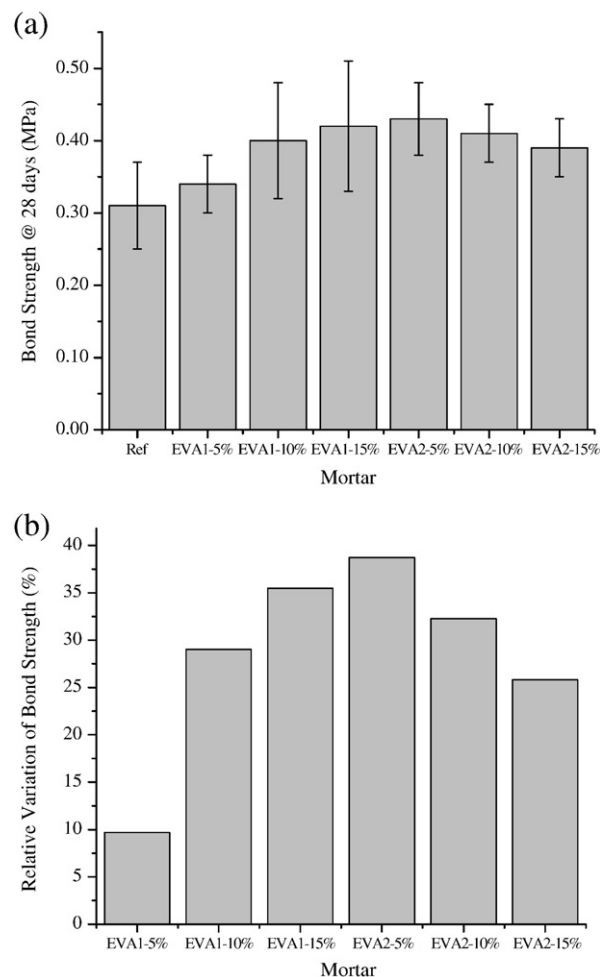 (a)
Bond Strength @ 28 days (MPa)
0.50
0.40
0.30
0.20
0.10
0.00
Ref EVA1-5% EVA1-10% EVA1-15% EVA2-5% EVA2-10% EVA2-15%
Mortar
(b)
Relative Variation of Bond Strength (%)
40
35
30
25
20
15
10
5
0
EVA1-5% EVA1-10% EVA1-15% EVA2-5% EVA2-10% EVA2-15%
Mortar